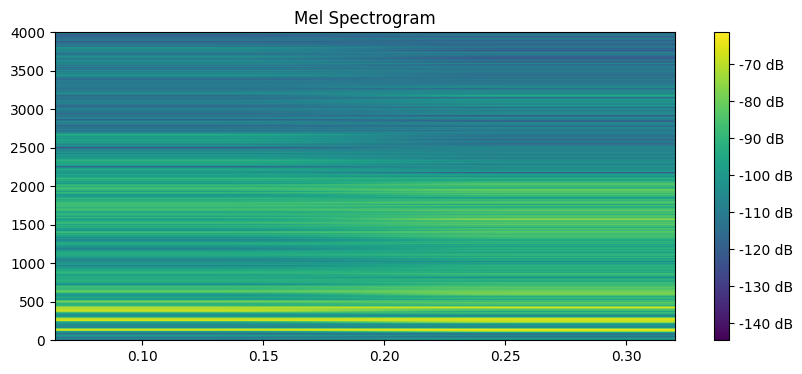 Mel Spectrogram
4000
3500
3000
2500
2000
1500
1000
500
0
0.10 0.15 0.20 0.25 0.30
-70 dB
-80 dB
-90 dB
-100 dB
-110 dB
-120 dB
-130 dB
-140 dB